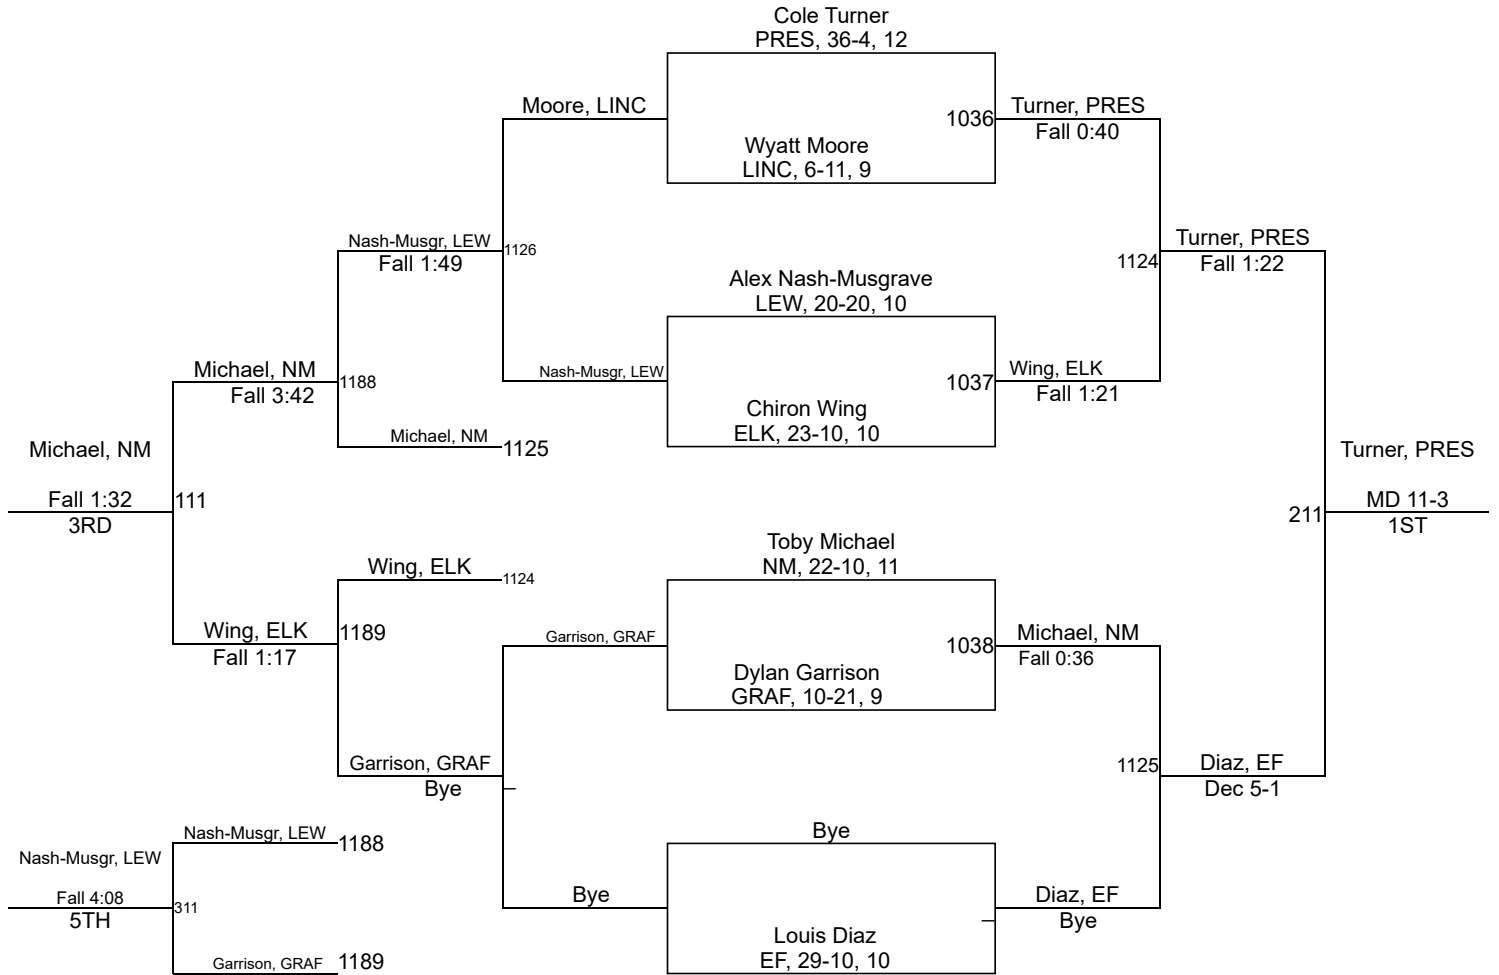 Cole Turner
PRES, 36-4, 12
Moore, LINC
1036
Turner, PRES
Fall 0:40
Wyatt Moore
LINC, 6-11, 9
Nash-Musgr, LEW
Fall 1:49
1126
Turner, PRES
Fall 1:22
1124
Alex Nash-Musgrave
LEW, 20-20, 10
Michael, NM
Fall 3:42
1188
Nash-Musgr, LEW
1037
Wing, ELK
Fall 1:21
Chiron Wing
ELK, 23-10, 10
Michael, NM
1125
Michael, NM
Fall 1:32
3RD
111
Turner, PRES
MD 11-3
1ST
211
Toby Michael
NM, 22-10, 11
Wing, ELK
1124
Wing, ELK
Fall 1:17
1189
Garrison, GRAF
1038
Michael, NM
Fall 0:36
Dylan Garrison
GRAF, 10-21, 9
Garrison, GRAF
Bye
1125
Diaz, EF
Dec 5-1
Bye
Nash-Musgr, LEW
1188
Nash-Musgr, LEW
Fall 4:08
5TH
311
Bye
Diaz, EF
Bye
Louis Diaz
EF, 29-10, 10
Garrison, GRAF
1189